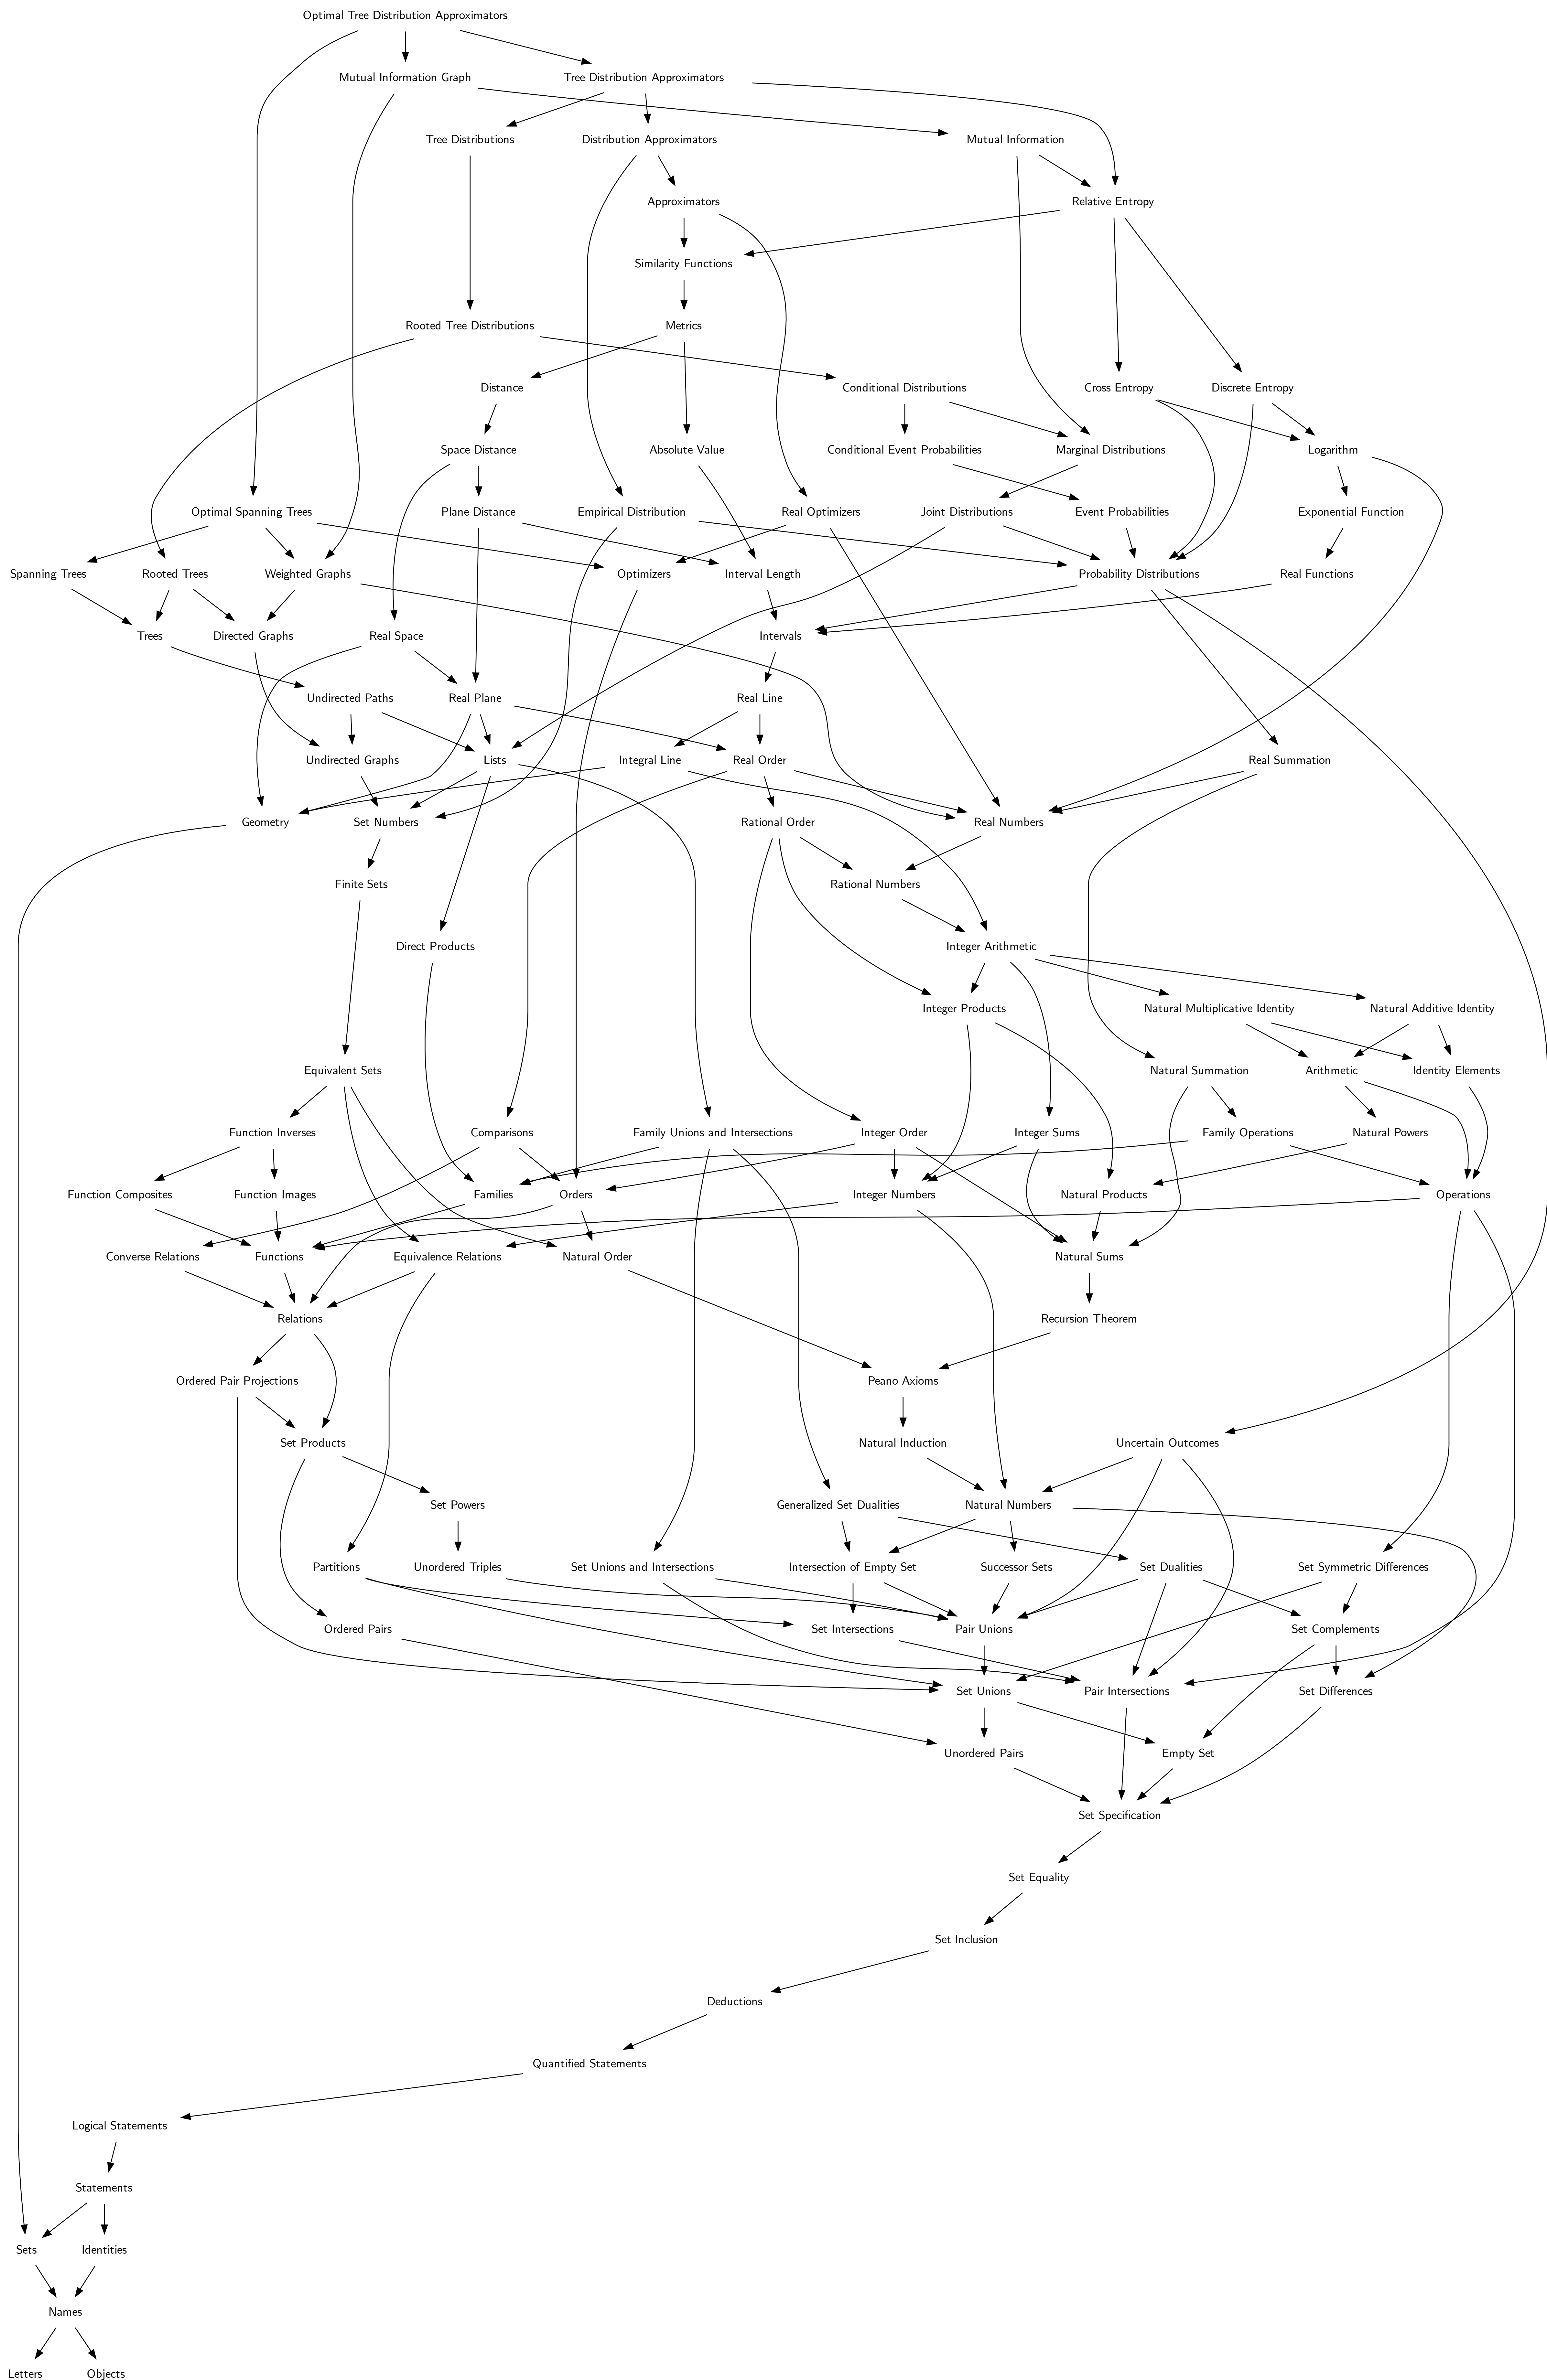 Optimal Tree Distribution Approximators
Mutual Information Graph
Tree Distribution Approximators
Tree Distributions
Distribution Approximators
Mutual Information
Approximators
Relative Entropy
Similarity Functions
Rooted Tree Distributions
Metrics
Distance
Conditional Distributions
Cross Entropy
Discrete Entropy
Space Distance
Absolute Value
Conditional Event Probabilities
Marginal Distributions
Logarithm
Optimal Spanning Trees
Plane Distance
Empirical Distribution
Real Optimizers
Joint Distributions
Event Probabilities
Exponential Function
Spanning Trees
Rooted Trees
Weighted Graphs
Optimizers
Interval Length
Probability Distributions
Real Functions
Trees
Directed Graphs
Real Space
Intervals
Undirected Paths
Real Plane
Real Line
Undirected Graphs
Lists
Integral Line
Real Order
Real Summation
Geometry
Set Numbers
Rational Order
Real Numbers
Finite Sets
Rational Numbers
Direct Products
Integer Arithmetic
Integer Products
Natural Multiplicative Identity
Natural Additive Identity
Equivalent Sets
Natural Summation
Arithmetic
Identity Elements
Function Inverses
Comparisons
Family Unions and Intersections
Integer Order
Integer Sums
Family Operations
Natural Powers
Function Composites
Function Images
Families
Orders
Integer Numbers
Natural Products
Operations
Converse Relations
Functions
Equivalence Relations
Natural Order
Natural Sums
Relations
Recursion Theorem
Ordered Pair Projections
Peano Axioms
Set Products
Natural Induction
Uncertain Outcomes
Set Powers
Generalized Set Dualities
Natural Numbers
Partitions
Unordered Triples
Set Unions and Intersections
Intersection of Empty Set
Successor Sets
Set Dualities
Set Symmetric Differences
Ordered Pairs
Set Intersections
Pair Unions
Set Complements
Set Unions
Pair Intersections
Set Differences
Unordered Pairs
Empty Set
Set Specification
Set Equality
Set Inclusion
Deductions
Quantified Statements
Logical Statements
Statements
Sets
Identities
Names
Letters
Objects